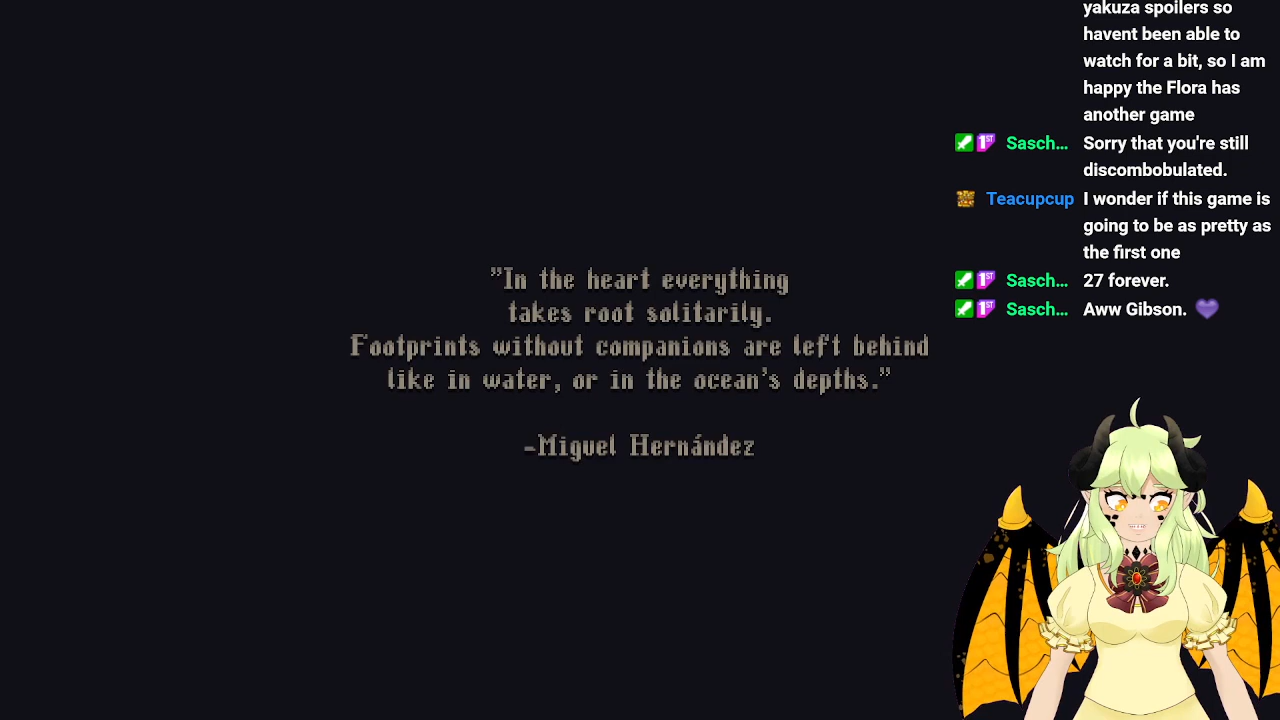 "In the heart everything
takes root solitarily.
Footprints without companions are left behind
like in water, or in the ocean's depths."
-Miguel Hernández
yakuza spoilers so
havent been able to
watch for a bit, so I am
happy the Flora has
another game
1ST Sasch... Sorry that you're still
discombobulated.
Teacupcup I wonder if this game is
going to be as pretty as
the first one
1ST Sasch... 27 forever.
1ST Sasch... Aww Gibson.